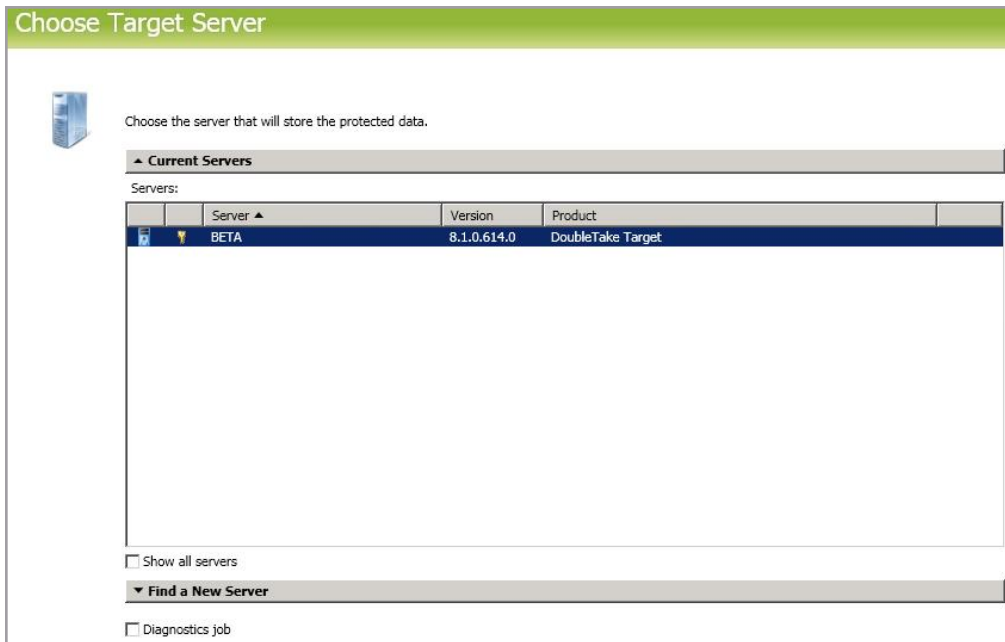 Choose Target Server
Choose the server that will store the protected data.
▲ Current Servers
Servers:
Server ▲ Version Product
BETA 8.1.0.614.0 DoubleTake Target
Show all servers
▼ Find a New Server
Diagnostics job